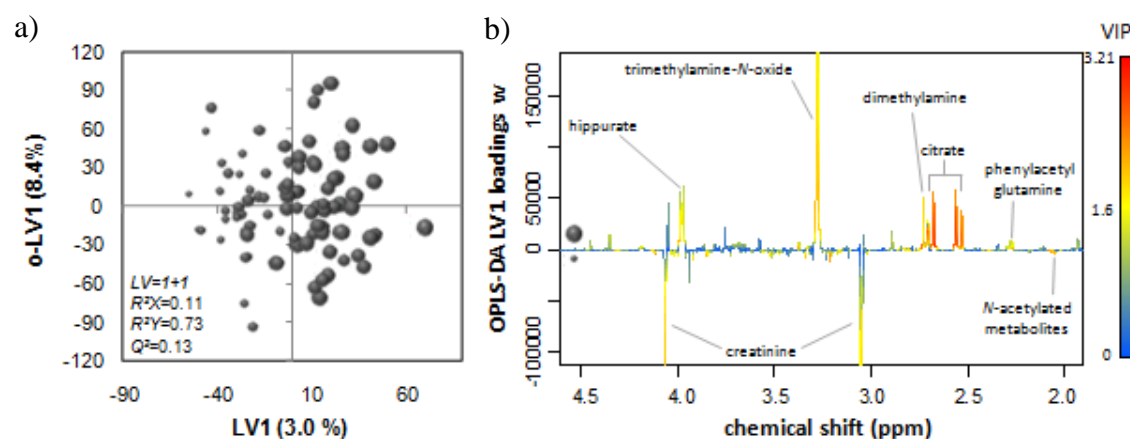 a)
120
90
60
30
0
-30
-60
-90
-120
o-LV1 (8.4%)
LV=1+1
R²X=0.11
R²Y=0.73
Q²=0.13
-90
-40
10
60
LV1 (3.0 %)
b)
OPLS-DA LV1 loadings w
150000
50000
0
-100000
trimethylamine-N-oxide
hippurate
dimethylamine
citrate
phenylacetyl
glutamine
creatinine
N-acetylated
metabolites
4.5
4.0
3.5
3.0
2.5
2.0
chemical shift (ppm)
VIP
3.21
1.6
0